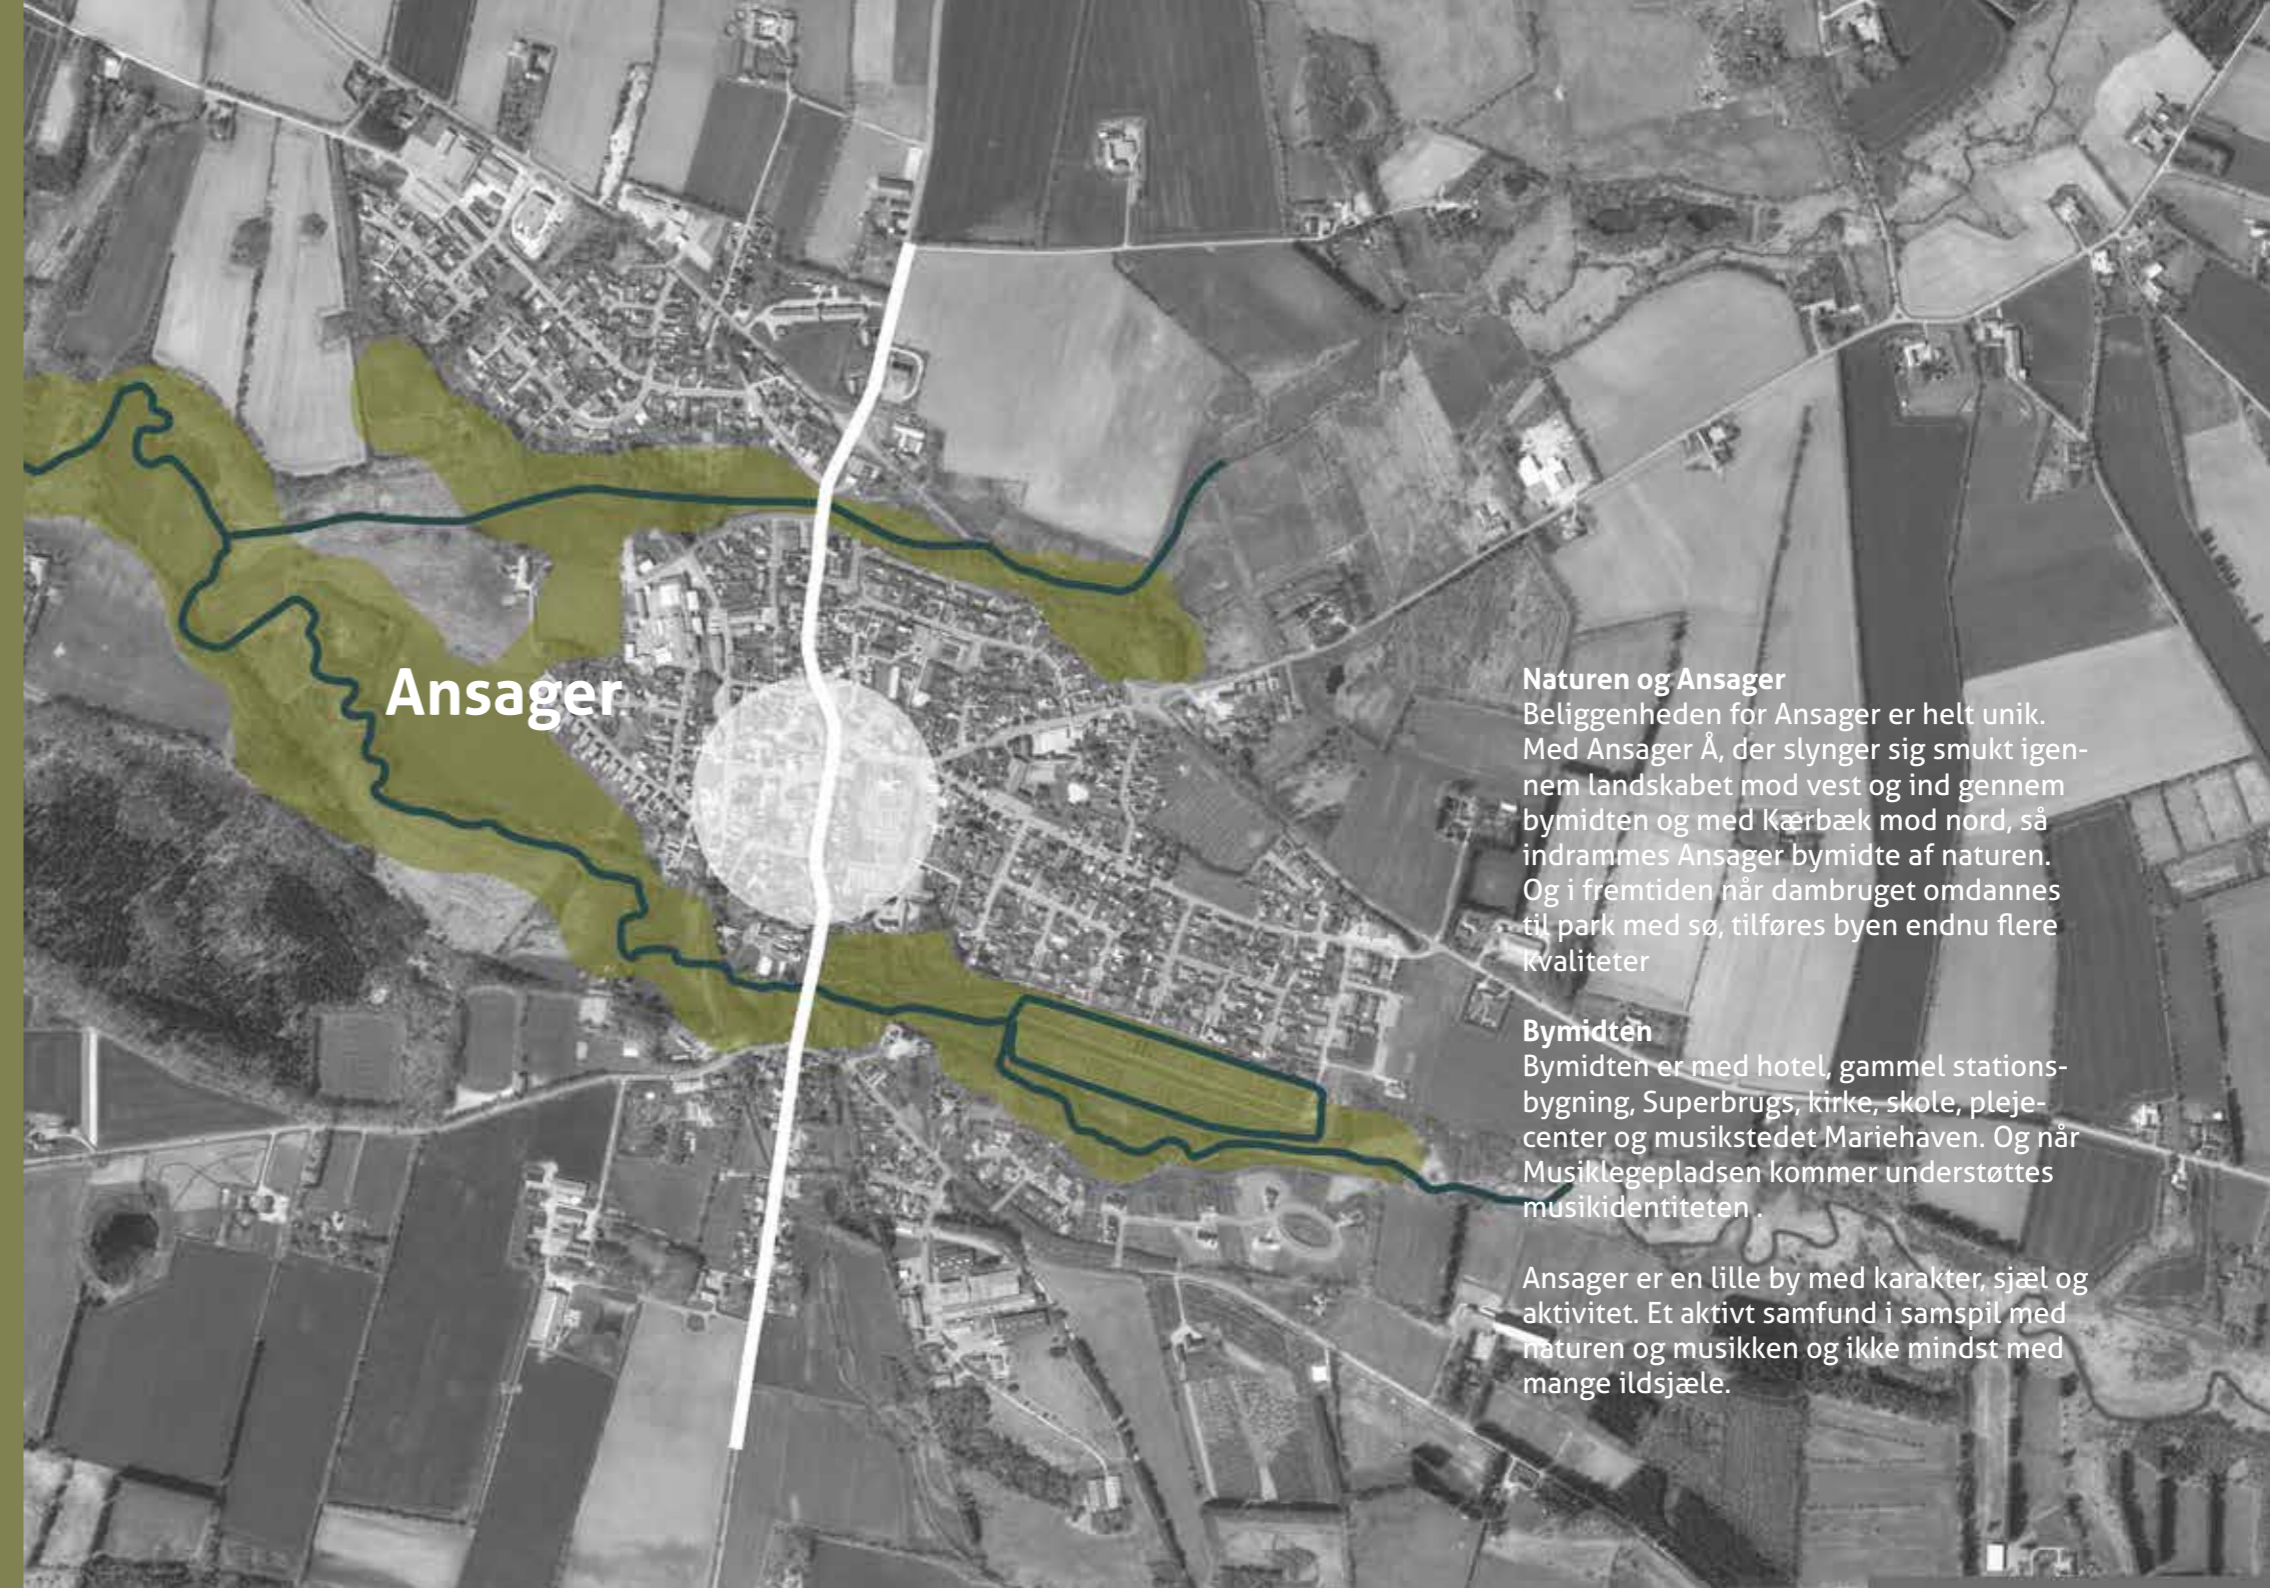 Ansager
Naturen og Ansager
Beliggenheden for Ansager er helt unik.
Med Ansager Å, der slynger sig smukt igen-
nem landskabet mod vest og ind gennem
bymidten og med Kærbæk mod nord, så
indrammes Ansager bymidte af naturen.
Og i fremtiden når dambruget omdannes
til park med sø, tilføres byen endnu flere
kvaliteter
Bymidten
Bymidten er med hotel, gammel stations-
bygning, Superbrugs, kirke, skole, pleje-
center og musikstedet Mariehaven. Og når
Musiklegepladsen kommer understøttes
musikidentiteten .
Ansager er en lille by med karakter, sjæl og
aktivitet. Et aktivt samfund i samspil med
naturen og musikken og ikke mindst med
mange ildsjæle.